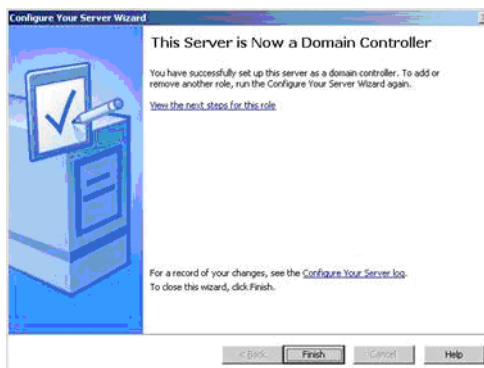 Configure Your Server Wizard
This Server is Now a Domain Controller
You have successfully set up this server as a domain controller. To add or
remove another role, run the Configure Your Server Wizard again.
View the next steps for this role
For a record of your changes, see the Configure Your Server log.
To close this wizard, click Finish.
< Back
Finish
Cancel
Help